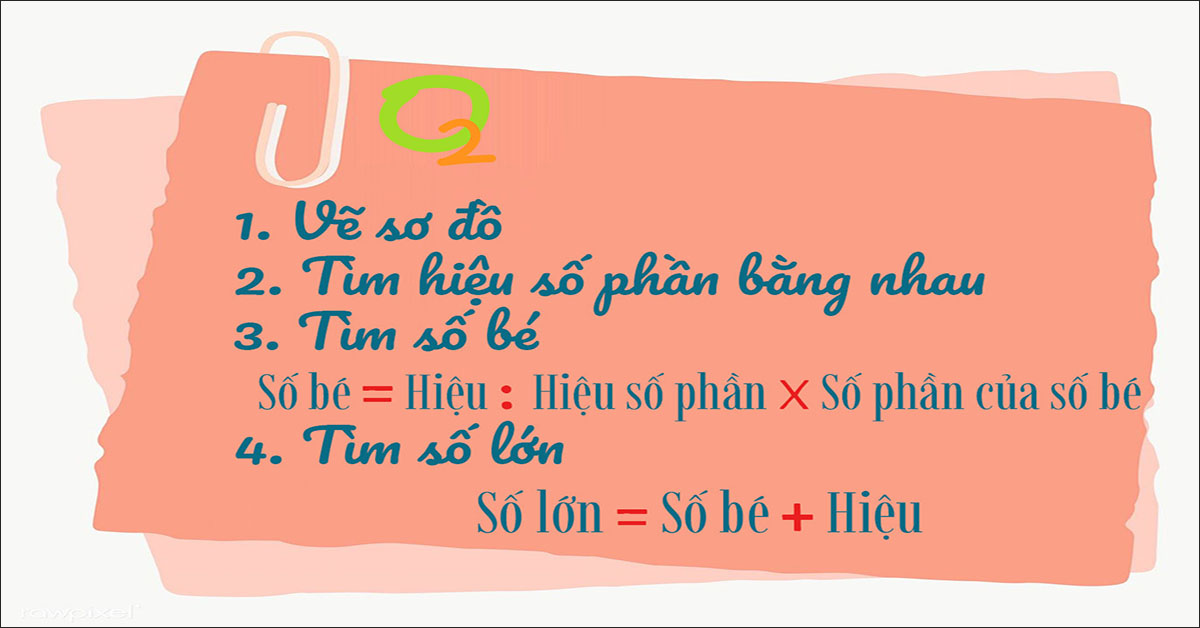 O2
1. Vẽ sơ đồ
2. Tìm hiệu số phần bằng nhau
3. Tìm số bé
Số bé = Hiệu : Hiệu số phần x Số phần của số bé
4. Tìm số lớn
Số lớn = Số bé + Hiệu
rawpixel